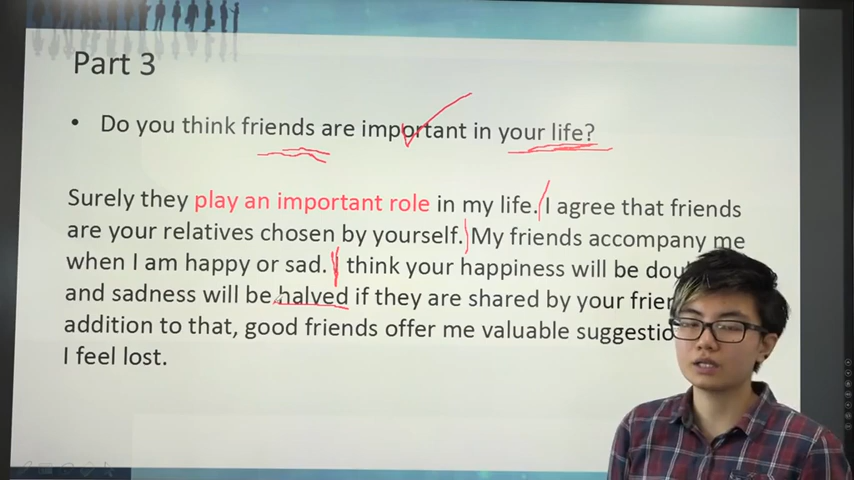 Part 3
• Do you think friends are important in your life?
Surely they play an important role in my life. I agree that friends
are your relatives chosen by yourself. My friends accompany me
when I am happy or sad. think your happiness will be
and sadness will be halved if they are shared by your
addition to that, good friends offer me valuable
I feel lost.